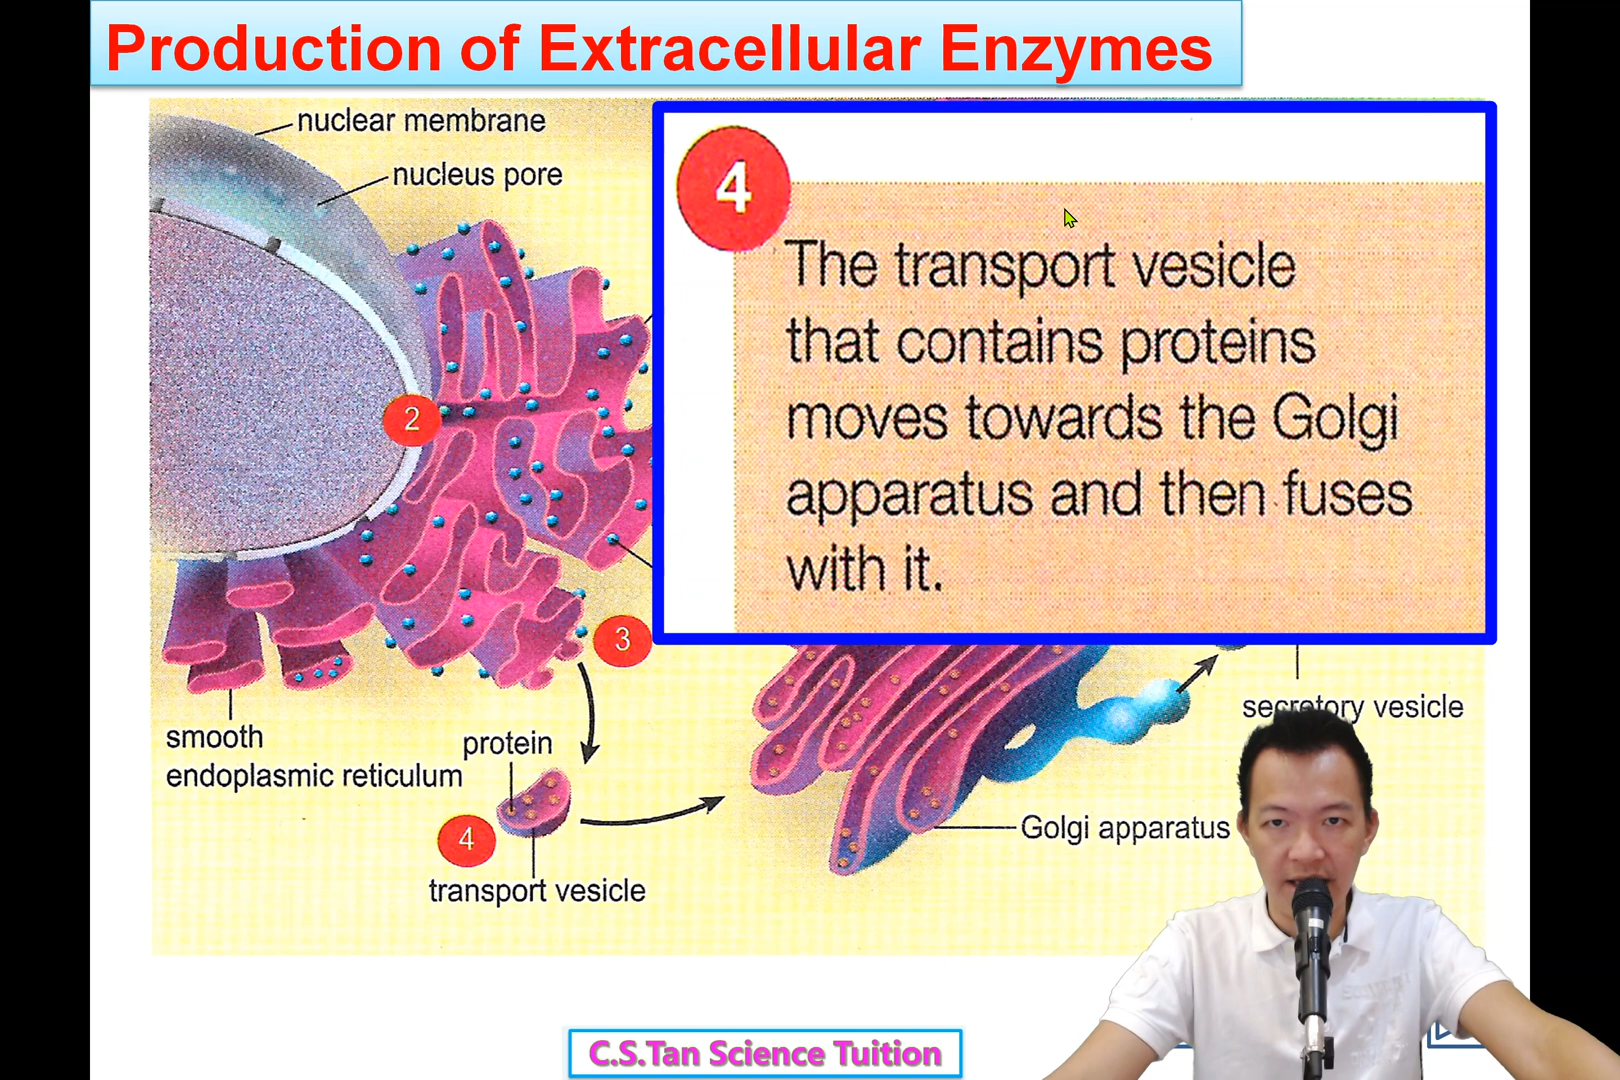 Production of Extracellular Enzymes
nuclear membrane
nucleus pore
4
The transport vesicle
that contains proteins
moves towards the Golgi
apparatus and then fuses
with it.
2
3
smooth
endoplasmic reticulum
protein
4
transport vesicle
secretory vesicle
Golgi apparatus
C.S.Tan Science Tuition